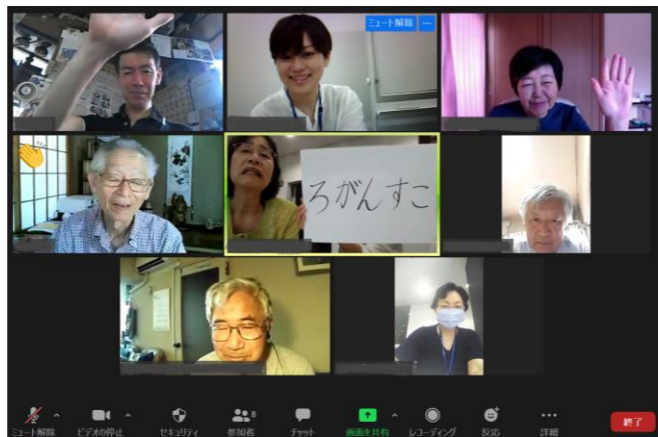 ミュート解除
ろがんすこ
ミュート解除
ビデオの停止
セキュリティ
参加者
8
チャット
画面を共有
レコーディング
反応
詳細
終了